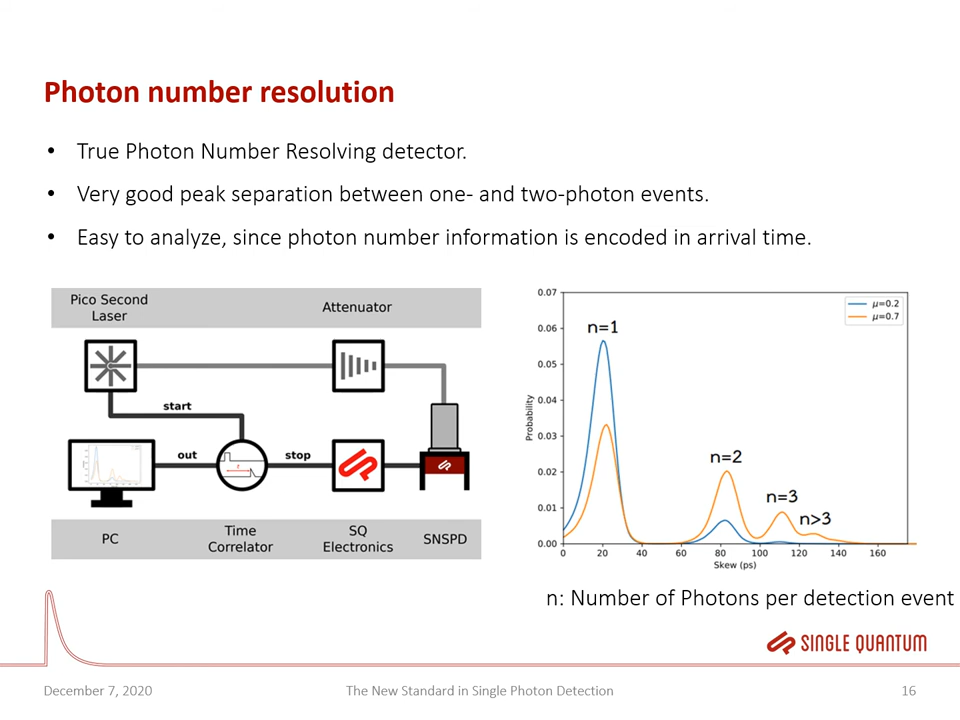 Photon number resolution
• True Photon Number Resolving detector.
• Very good peak separation between one- and two-photon events.
• Easy to analyze, since photon number information is encoded in arrival time.
Pico Second
Laser
Attenuator
start
out
stop
PC
Time
Correlator
SQ
Electronics
SNSPD
0.07
0.06
0.05
0.04
0.03
0.02
0.01
0.00
Probability
μ=0.2
μ=0.7
n=1
n=2
n=3
n>3
0 20 40 60 80 100 120 140 160
Skew (ps)
n: Number of Photons per detection event
SINGLE QUANTUM
December 7, 2020
The New Standard in Single Photon Detection
16